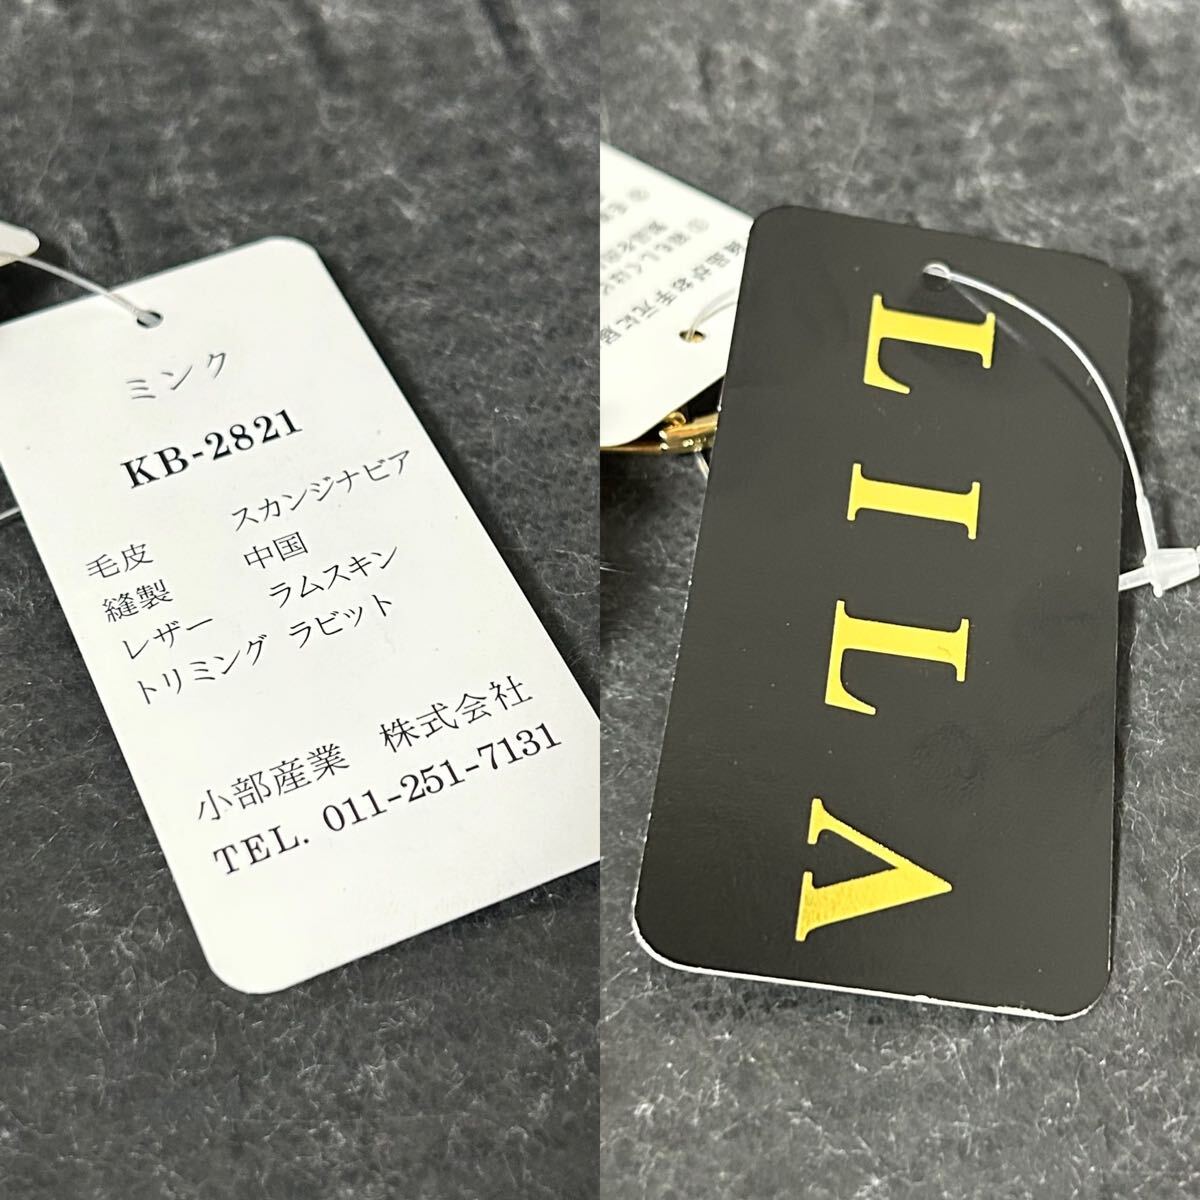 ミンク
KB-2821
毛皮 スカンジナビア
縫製 中国
レザー ラムスキン
トリミング ラビット
小部産業 株式会社
TEL. 011-251-7131
LILA